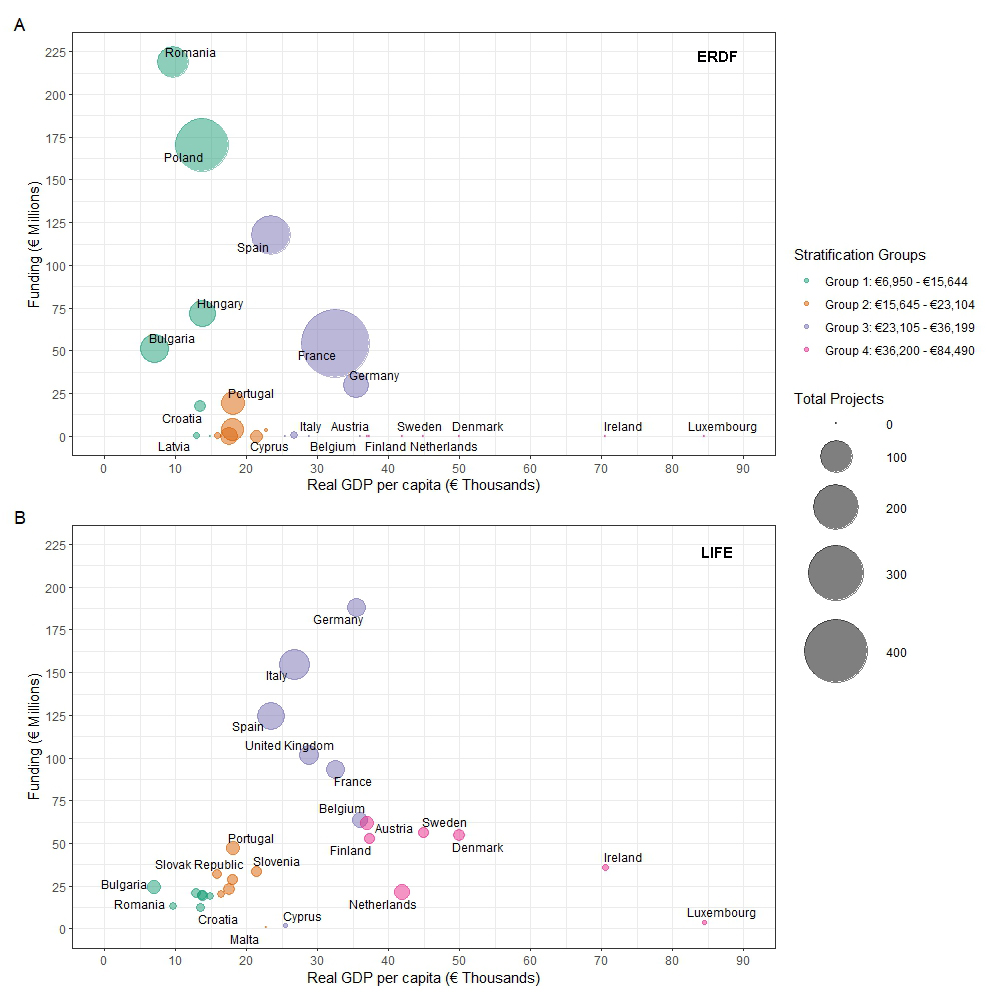 A
ERDF
Funding (€ Millions)
225
200
175
150
125
100
75
50
25
0
Romania
Poland
Spain
Hungary
Bulgaria
France
Germany
Portugal
Croatia
Italy Austria Sweden Denmark Ireland Luxembourg
Latvia Cyprus Belgium Finland Netherlands
0 10 20 30 40 50 60 70 80 90
Real GDP per capita (€ Thousands)
B
LIFE
Funding (€ Millions)
225
200
175
150
125
100
75
50
25
0
Germany
Italy
Spain
United Kingdom
France
Belgium
Austria
Sweden
Portugal
Finland
Denmark
Slovak Republic
Slovenia
Ireland
Bulgaria
Romania
Netherlands
Croatia
Cyprus
Luxembourg
Malta
0 10 20 30 40 50 60 70 80 90
Real GDP per capita (€ Thousands)
Stratification Groups
Group 1: €6,950 - €15,644
Group 2: €15,645 - €23,104
Group 3: €23,105 - €36,199
Group 4: €36,200 - €84,490
Total Projects
0
100
200
300
400